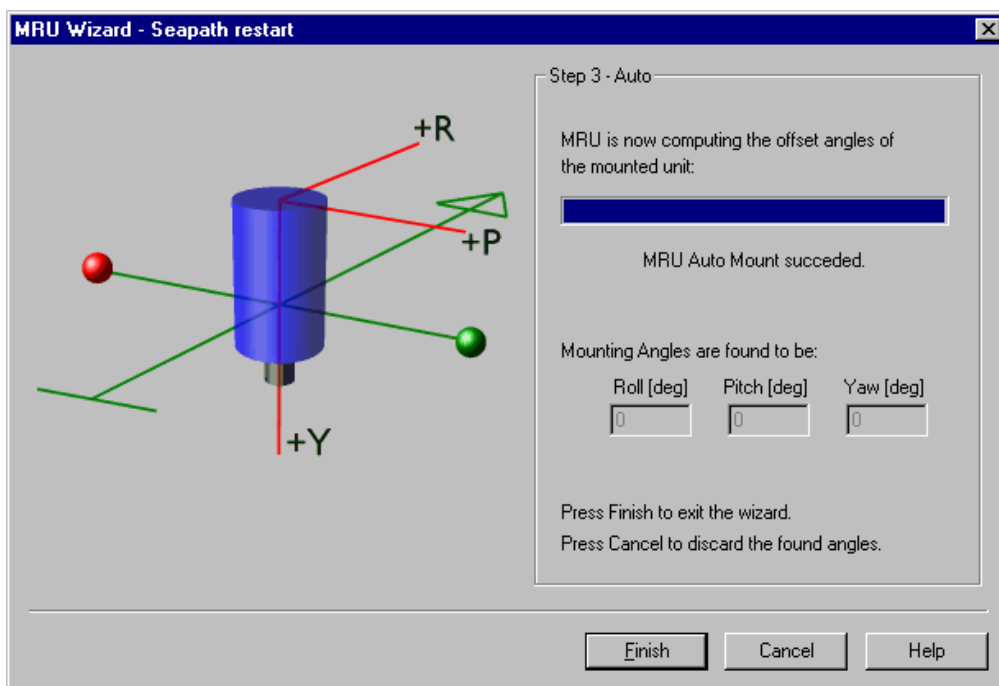 MRU Wizard - Seapath restart
+R
+P
+Y
Step 3 - Auto
MRU is now computing the offset angles of
the mounted unit:
MRU Auto Mount succeded.
Mounting Angles are found to be:
Roll [deg] Pitch [deg] Yaw [deg]
0 0 0
Press Finish to exit the wizard.
Press Cancel to discard the found angles.
Finish Cancel Help